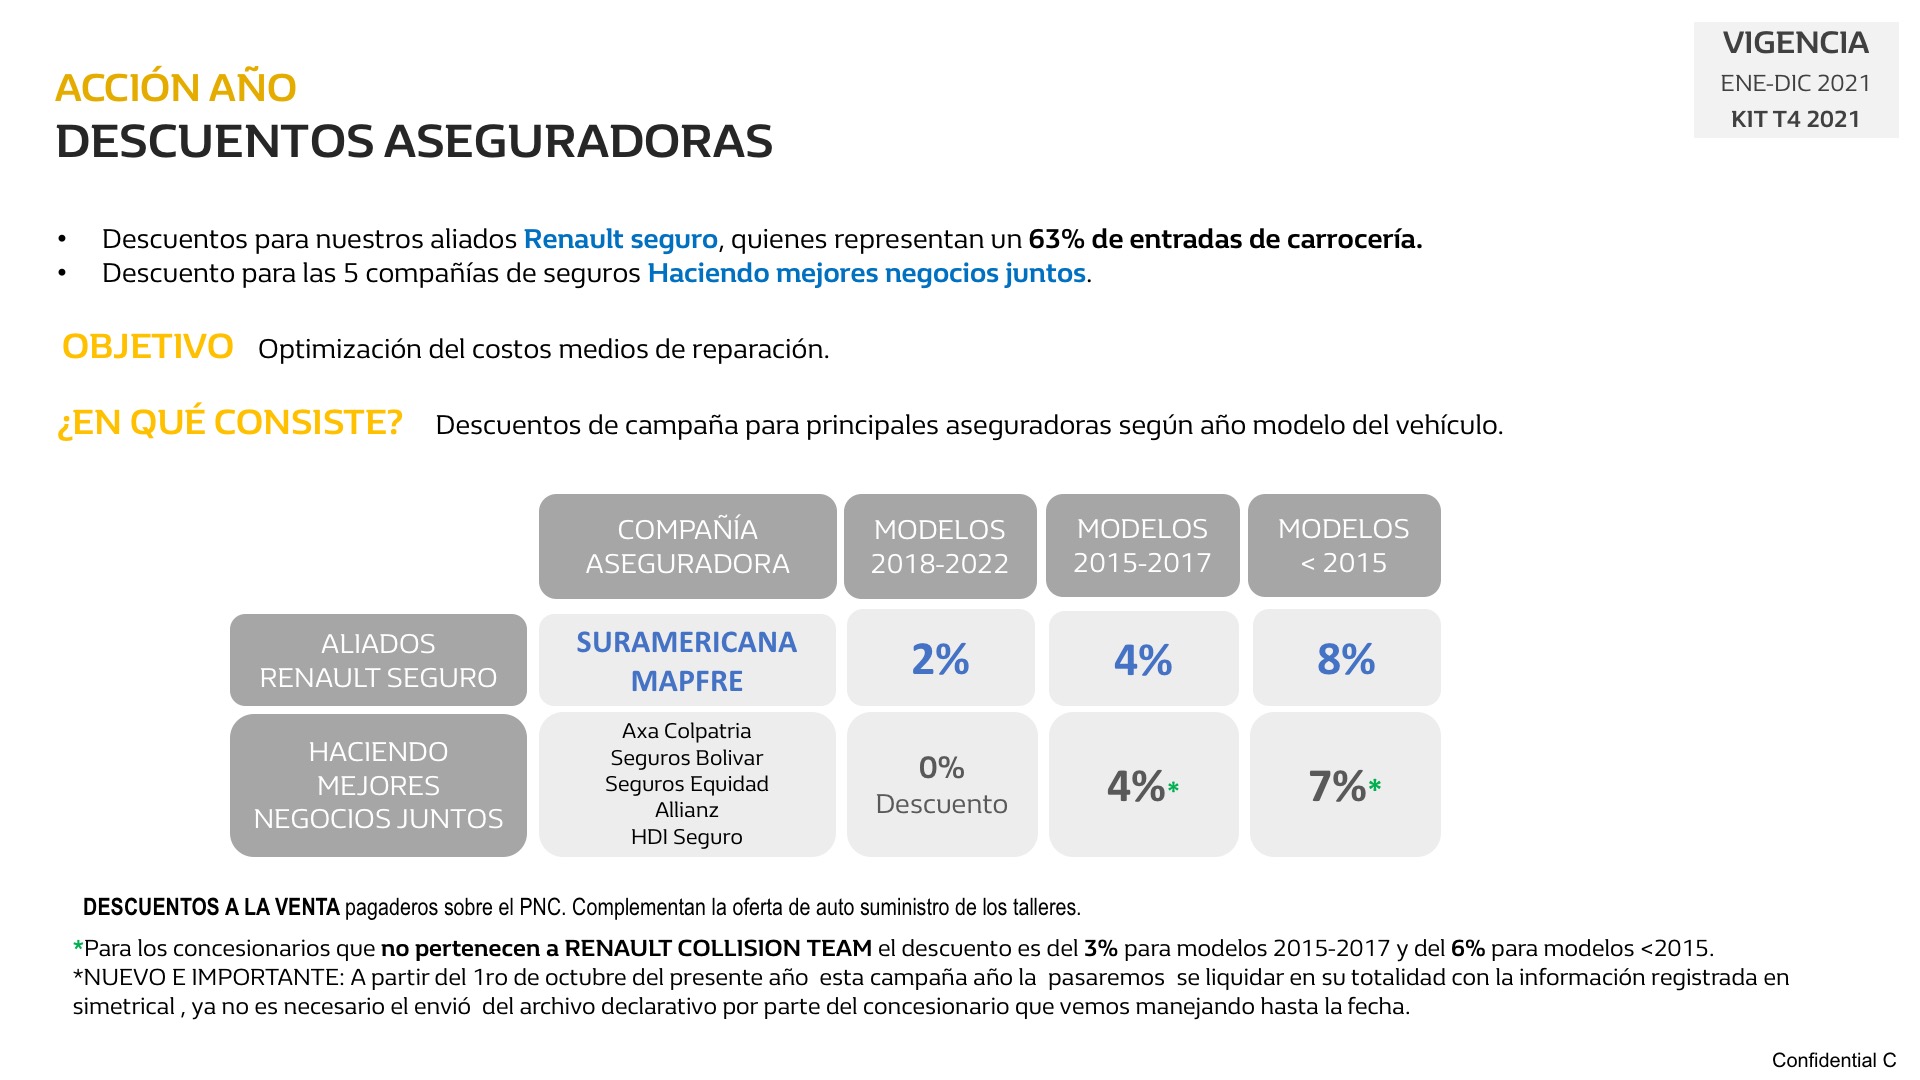 VIGENCIA
ENE-DIC 2021
KIT T4 2021
ACCIÓN AÑO
DESCUENTOS ASEGURADORAS
• Descuentos para nuestros aliados Renault seguro, quienes representan un 63% de entradas de carrocería.
• Descuento para las 5 compañías de seguros Haciendo mejores negocios juntos.
OBJETIVO Optimización del costos medios de reparación.
¿EN QUÉ CONSISTE? Descuentos de campaña para principales aseguradoras según año modelo del vehículo.
COMPAÑÍA
ASEGURADORA
MODELOS
2018-2022
MODELOS
2015-2017
MODELOS
< 2015
ALIADOS
RENAULT SEGURO
SURAMERICANA
MAPFRE
2%
4%
8%
HACIENDO
MEJORES
NEGOCIOS JUNTOS
Axa Colpatria
Seguros Bolivar
Seguros Equidad
Allianz
HDI Seguro
0%
Descuento
4%*
7%*
DESCUENTOS A LA VENTA pagaderos sobre el PNC. Complementan la oferta de auto suministro de los talleres.
*Para los concesionarios que no pertenecen a RENAULT COLLISION TEAM el descuento es del 3% para modelos 2015-2017 y del 6% para modelos <2015.
*NUEVO E IMPORTANTE: A partir del 1ro de octubre del presente año esta campaña año la pasaremos se liquidar en su totalidad con la información registrada en
simetrical , ya no es necesario el envió del archivo declarativo por parte del concesionario que vemos manejando hasta la fecha.
Confidential C